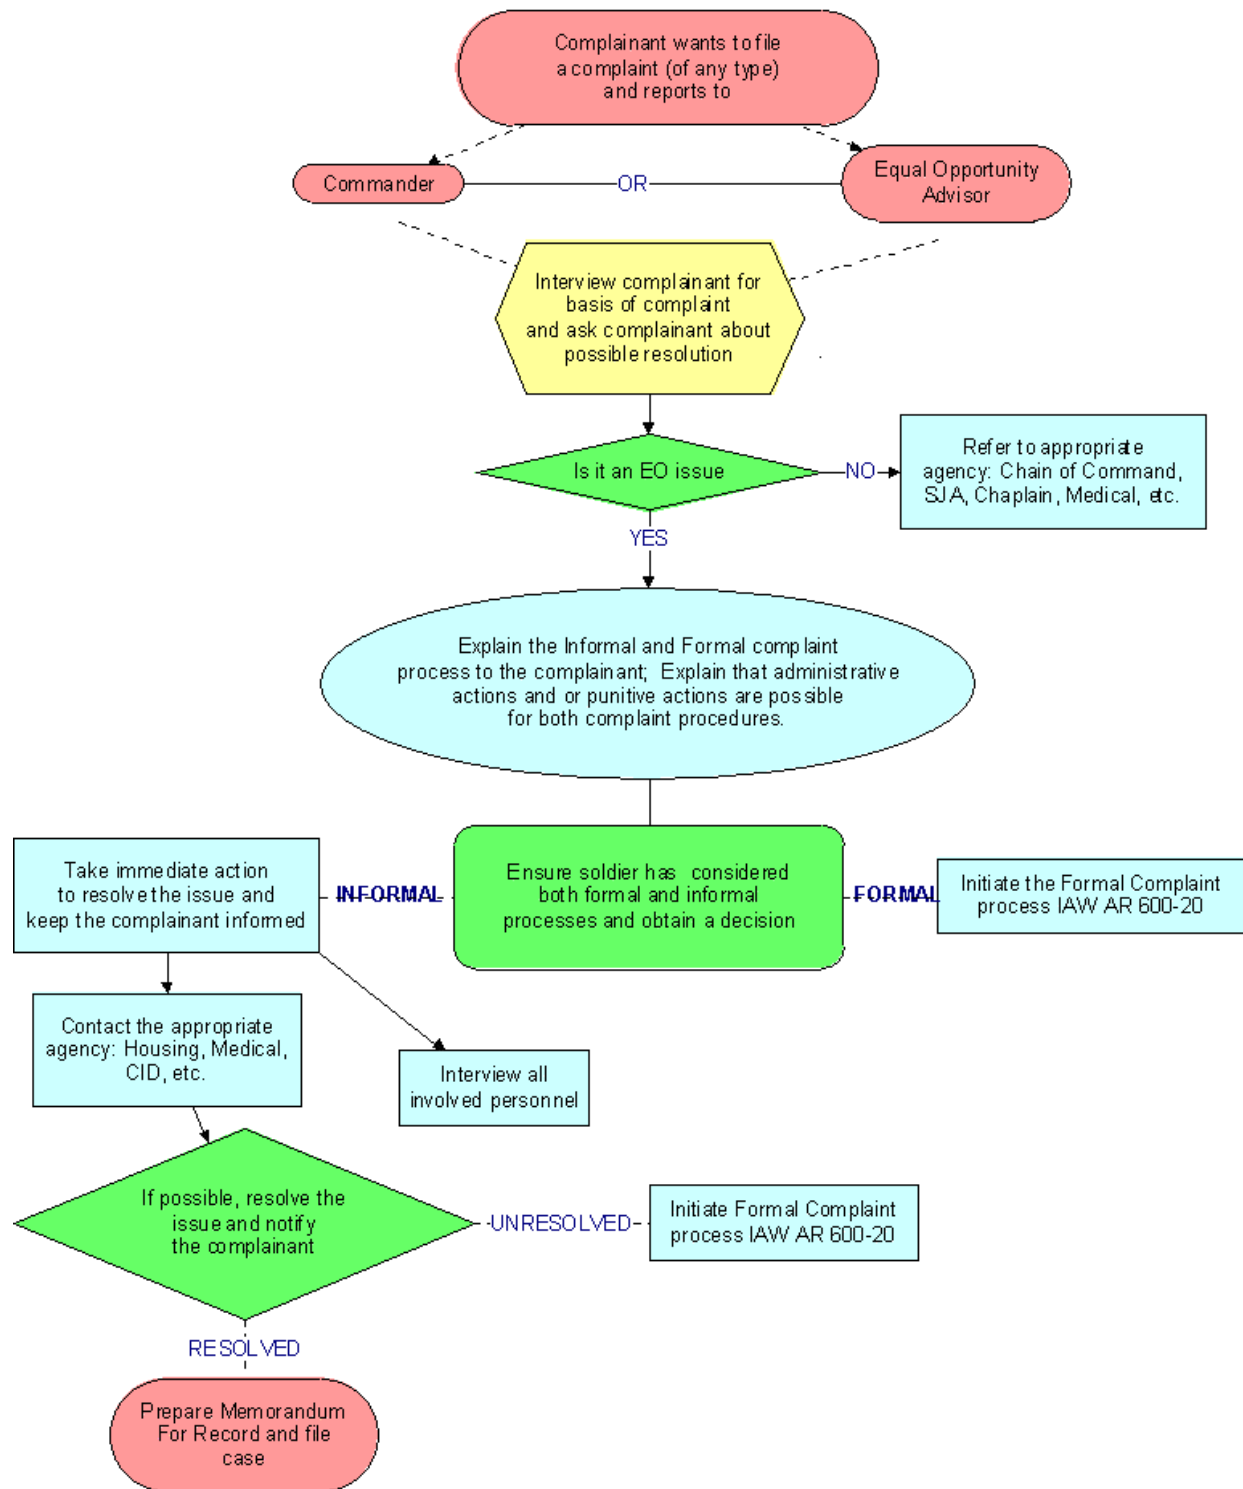 Complainant wants to file
a complaint (of any type)
and reports to
Commander
OR
Equal Opportunity
Advisor
Interview complainant for
basis of complaint
and ask complainant about
possible resolution
Is it an EO issue
NO
Refer to appropriate
agency: Chain of Command,
SJA, Chaplain, Medical, etc.
YES
Explain the Informal and Formal complaint
process to the complainant; Explain that administrative
actions and or punitive actions are possible
for both complaint procedures.
Take immediate action
to resolve the issue and
keep the complainant informed
INFORMAL
Ensure soldier has considered
both formal and informal
processes and obtain a decision
FORMAL
Initiate the Formal Complaint
process IAW AR 600-20
Contact the appropriate
agency: Housing, Medical,
CID, etc.
Interview all
involved personnel
If possible, resolve the
issue and notify
the complainant
UNRESOLVED
Initiate Formal Complaint
process IAW AR 600-20
RESOLVED
Prepare Memorandum
For Record and file
case